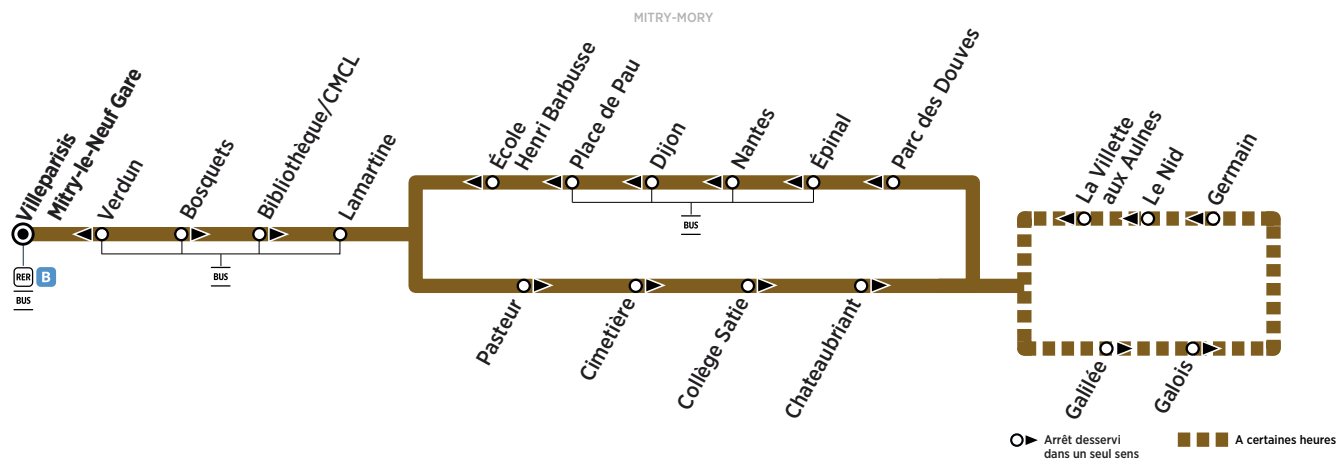 MITRY-MORY
Villeparisis
Mitry-le-Neuf Gare
Verdun
Bosquets
Bibliothèque/CMCL
Lamartine
École
Henri Barbusse
Place de Pau
Dijon
Nantes
Épinal
Parc des Douves
La Villette
aux Aulnes
Le Nid
Germain
RER B
BUS
BUS
BUS
Pasteur
Cimetière
Collège Satie
Chateaubriant
Galilée
Galois
Arrêt desservi
dans un seul sens
A certaines heures